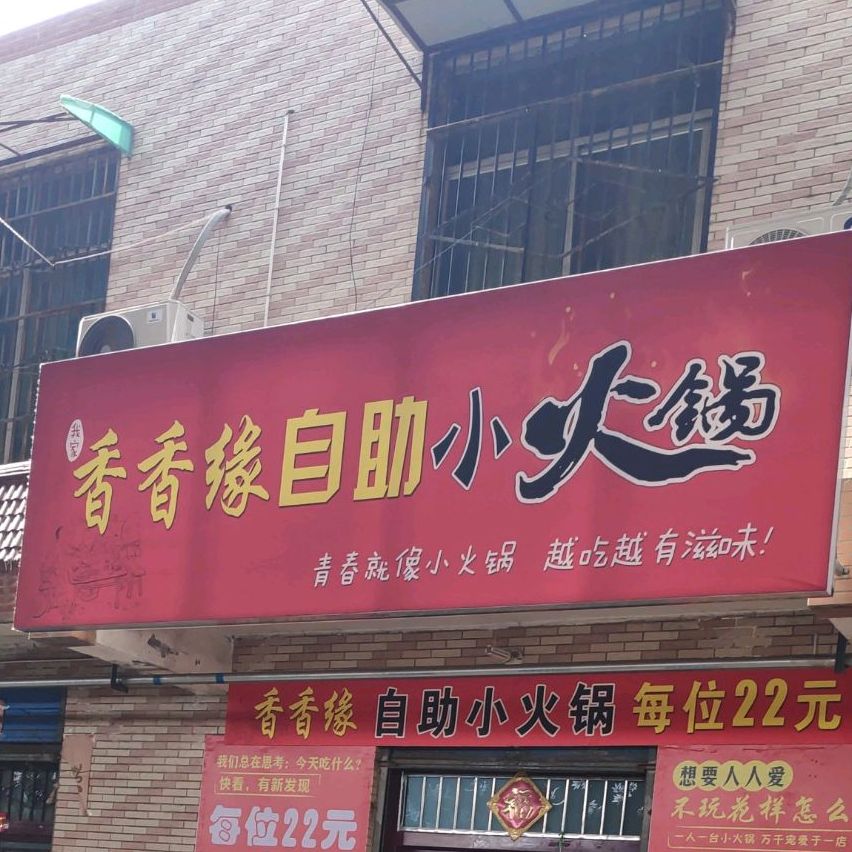 我家
香香缘自助小火锅
青春就像小火锅 越吃越有滋味!
香香缘 自助小火锅 每位22元
我们总在思考:今天吃什么?
快看,有新发现
每位22元
想要人人爱
不玩花样怎么
一人一台小火锅 万千宠爱于一店